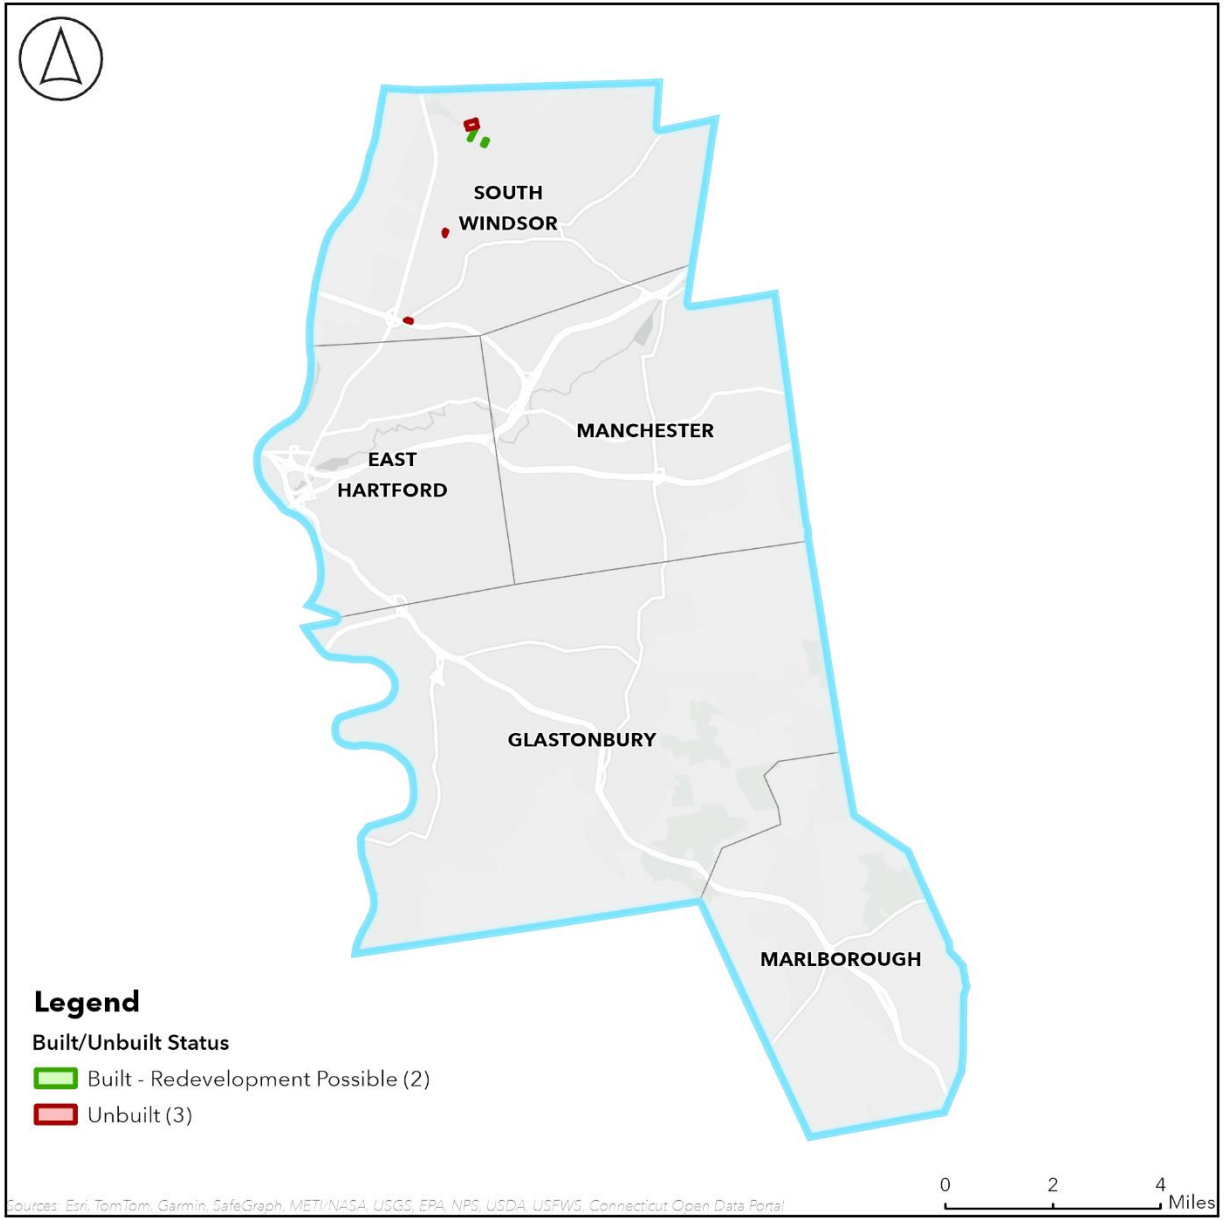 SOUTH
WINDSOR
MANCHESTER
EAST
HARTFORD
GLASTONBURY
MARLBOROUGH
Legend
Built/Unbuilt Status
Built - Redevelopment Possible (2)
Unbuilt (3)
0 2 4
Miles
Sources: Esri, TomTom, Garmin, SafeGraph, METI/NASA, USGS, EPA, NPS, USDA, USFWS, Connecticut Open Data Portal